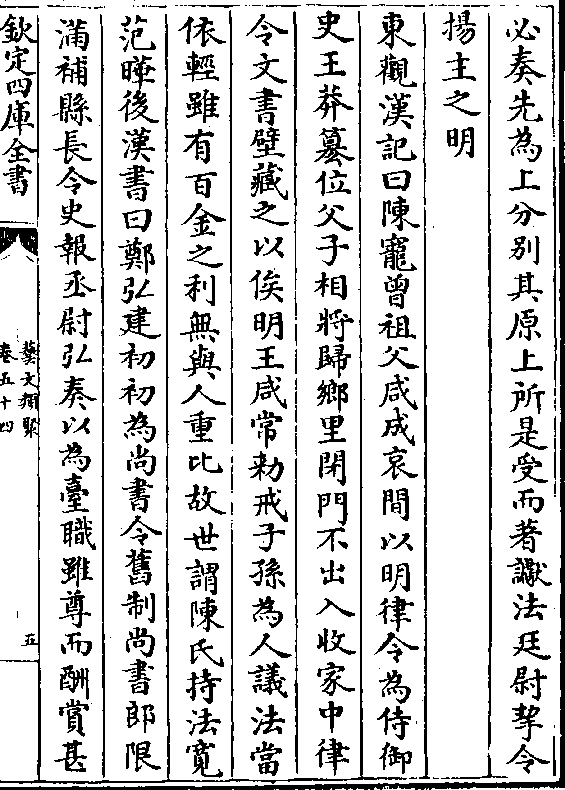 必奏先為上分别其原上所是受而著讞法廷尉挈令
揚主之明
東觀漢記曰陳寵曾祖父咸成哀間以明律令為侍御
史王莽簒位父子相將歸鄉里閉門不出入收家中律
令文書壁藏之以俟明王咸常勅戒子孫為人議法當
依輕雖有百金之利無與人重比故世謂陳氏持法寛
范曄後漢書曰鄭弘建初初為尚書令舊制尚書郎限
滿補縣長令史報丞尉弘奏以為臺職雖尊而酬賞甚
欽定四庫全書
藝文類聚
卷五十四
五